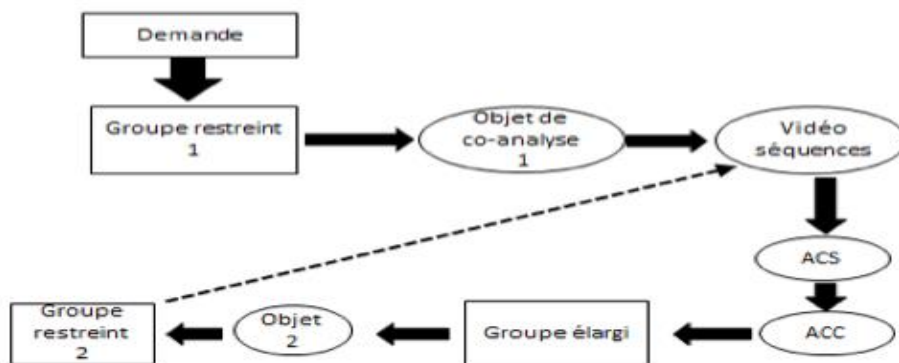 Demande
Groupe restreint
1
Objet de
co-analyse
1
Vidéo
séquences
ACS
ACC
Groupe élargi
Objet
2
Groupe
restreint
2